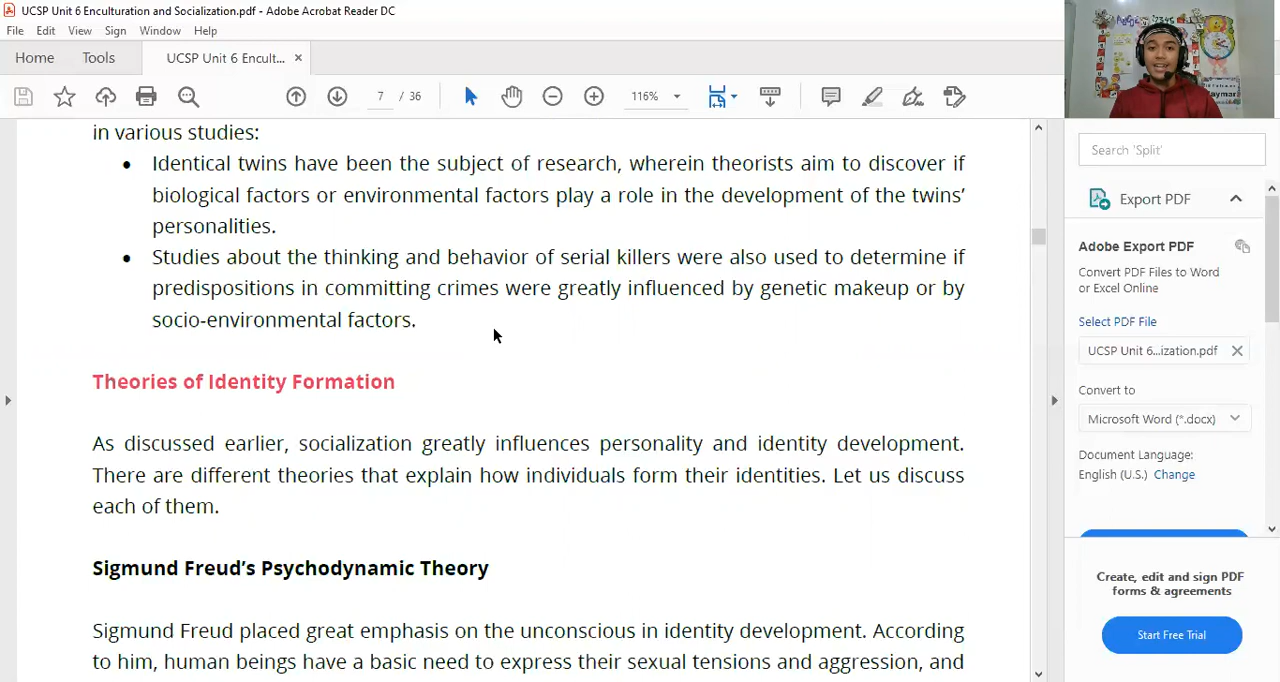 UCSP Unit 6 Enculturation and Socialization.pdf - Adobe Acrobat Reader DC
File Edit View Sign Window Help
Home Tools UCSP Unit 6 Encult... ×
7 / 36 116%
in various studies:
• Identical twins have been the subject of research, wherein theorists aim to discover if
biological factors or environmental factors play a role in the development of the twins’
personalities.
• Studies about the thinking and behavior of serial killers were also used to determine if
predispositions in committing crimes were greatly influenced by genetic makeup or by
socio-environmental factors.
Theories of Identity Formation
As discussed earlier, socialization greatly influences personality and identity development.
There are different theories that explain how individuals form their identities. Let us discuss
each of them.
Sigmund Freud’s Psychodynamic Theory
Sigmund Freud placed great emphasis on the unconscious in identity development. According
to him, human beings have a basic need to express their sexual tensions and aggression, and
Search 'Split'
Export PDF
Adobe Export PDF
Convert PDF Files to Word
or Excel Online
Select PDF File
UCSP Unit 6...ization.pdf ×
Convert to
Microsoft Word (*.docx)
Document Language:
English (U.S.) Change
Create, edit and sign PDF
forms & agreements
Start Free Trial